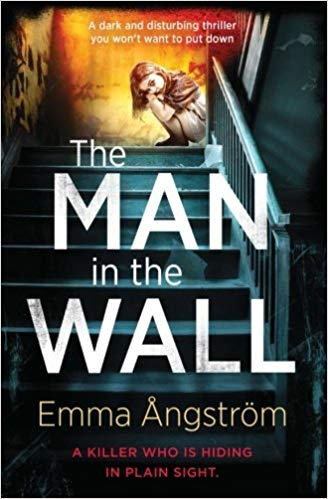 A dark and disturbing thriller
you won't want to put down
The
MAN
in the
WALL
Emma Ångström
A KILLER WHO IS HIDING
IN PLAIN SIGHT.